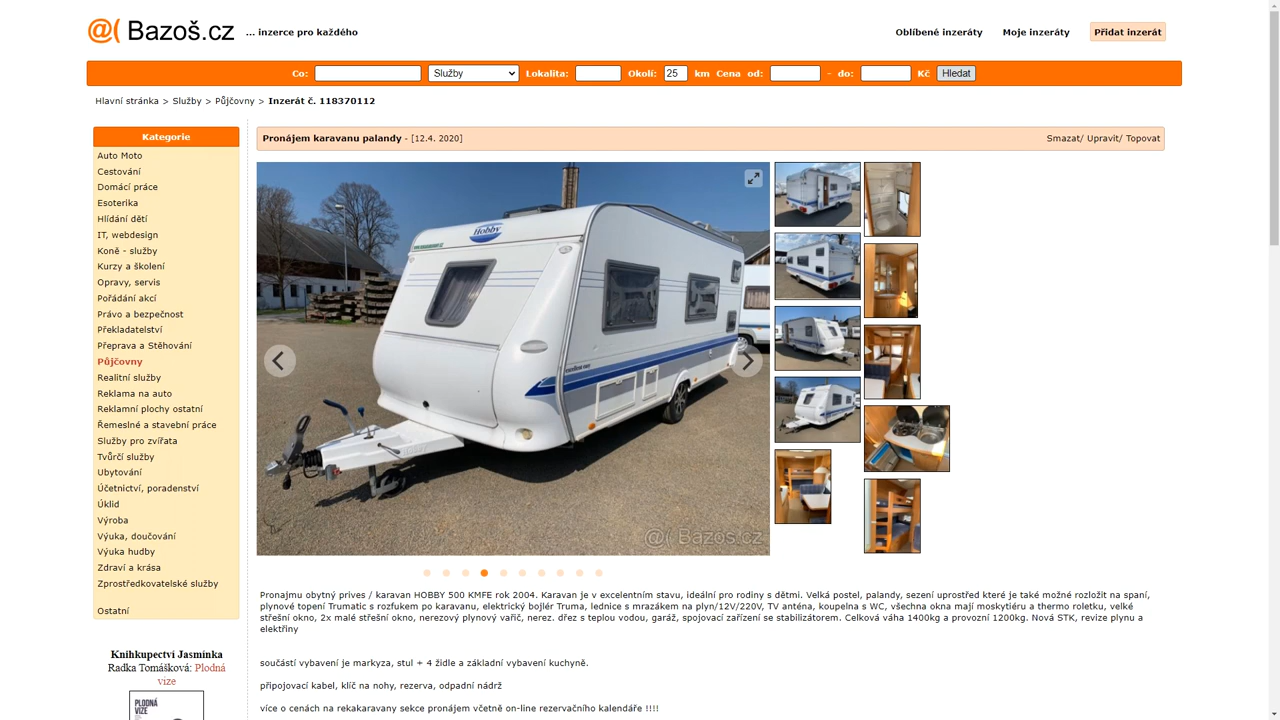 @( Bazoš.cz
... inzerce pro každého
Oblíbené inzeráty Moje inzeráty Přidat inzerát
Co: Služby Lokalita: Okolí: 25 km Cena od: - do: Kč Hledat
Hlavní stránka > Služby > Půjčovny > Inzerát č. 118370112
Kategorie
Auto Moto
Cestování
Domácí práce
Esoterika
Hlídání dětí
IT, webdesign
Koně - služby
Kurzy a školení
Opravy, servis
Pořádání akcí
Právo a bezpečnost
Překladatelství
Přeprava a Stěhování
Půjčovny
Realitní služby
Reklama na auto
Reklamní plochy ostatní
Řemeslné a stavební práce
Služby pro zvířata
Tvůrčí služby
Ubytování
Účetnictví, poradenství
Úklid
Výroba
Výuka, doučování
Výuka hudby
Zdraví a krása
Zprostředkovatelské služby
Ostatní
Knihkupectví Jasmínka
Radka Tomášková: Plodná
vize
PLODNÁ
VIZE
Pronájem karavanu palandy - [12.4. 2020]
Smazat/ Upravit/ Topovat
Hobby
@( Bazos.cz
Pronajmu obytný prives / karavan HOBBY 500 KMFE rok 2004. Karavan je v excelentním stavu, ideální pro rodiny s dětmi. Velká postel, palandy, sezení uprostřed které je také možné rozložit na spaní,
plynové topení Trumatic s rozfukem po karavanu, elektrický bojlér Truma, lednice s mrazákem na plyn/12V/220V, TV anténa, koupelna s WC, všechna okna mají moskytiéru a thermo roletku, velké
střešní okno, 2x malé střešní okno, nerezový plynový vařič, nerez. dřez s teplou vodou, garáž, spojovací zařízení se stabilizátorem. Celková váha 1400kg a provozní 1200kg. Nová STK, revize plynu a
elektřiny
součástí vybavení je markyza, stul + 4 židle a základní vybavení kuchyně.
připojovací kabel, klíč na nohy, rezerva, odpadní nádrž
více o cenách na rekakaravany sekce pronájem včetně on-line rezervačního kalendáře !!!!